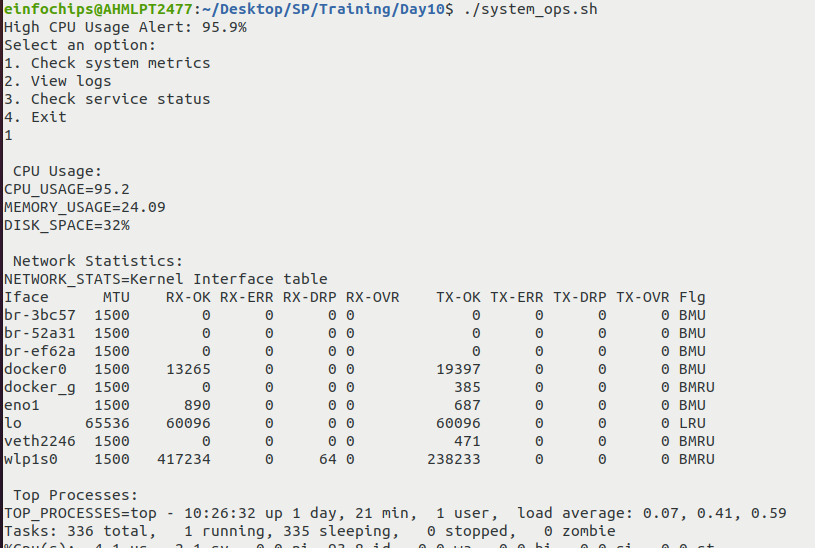 einfochips@AHMLPT2477:~/Desktop/SP/Training/Day10$ ./system_ops.sh
High CPU Usage Alert: 95.9%
Select an option:
1. Check system metrics
2. View logs
3. Check service status
4. Exit
1
CPU Usage:
CPU_USAGE=95.2
MEMORY_USAGE=24.09
DISK_SPACE=32%
Network Statistics:
NETWORK_STATS=Kernel Interface table
Iface MTU RX-OK RX-ERR RX-DRP RX-OVR TX-OK TX-ERR TX-DRP TX-OVR Flg
br-3bc57 1500 0 0 0 0 0 0 0 0 BMU
br-52a31 1500 0 0 0 0 0 0 0 0 BMU
br-ef62a 1500 0 0 0 0 0 0 0 0 BMU
docker0 1500 13265 0 0 0 19397 0 0 0 BMU
docker_g 1500 0 0 0 0 385 0 0 0 BMRU
eno1 1500 890 0 0 0 687 0 0 0 BMU
lo 65536 60096 0 0 0 60096 0 0 0 LRU
veth2246 1500 0 0 0 0 471 0 0 0 BMRU
wlp1s0 1500 417234 0 64 0 238233 0 0 0 BMRU
Top Processes:
TOP_PROCESSES=top - 10:26:32 up 1 day, 21 min, 1 user, load average: 0.07, 0.41, 0.59
Tasks: 336 total, 1 running, 335 sleeping, 0 stopped, 0 zombie